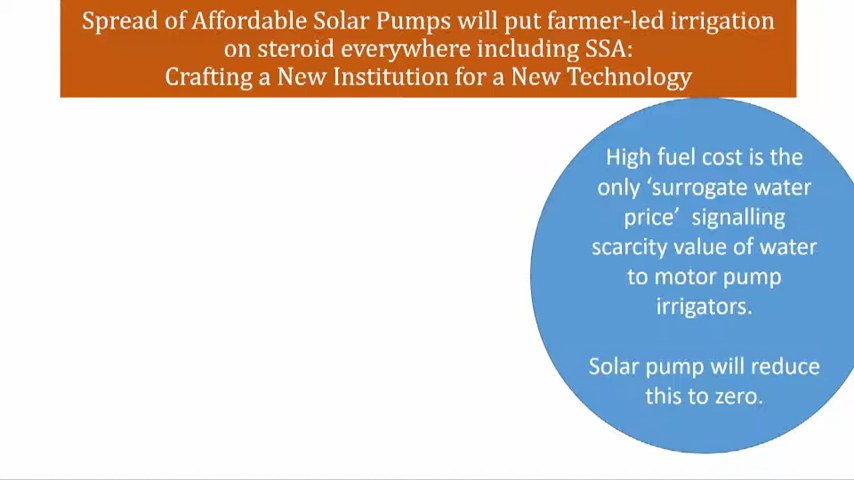 Spread of Affordable Solar Pumps will put farmer-led irrigation
on steroid everywhere including SSA:
Crafting a New Institution for a New Technology
High fuel cost is the
only ‘surrogate water
price’ signalling
scarcity value of water
to motor pump
irrigators.
Solar pump will reduce
this to zero.